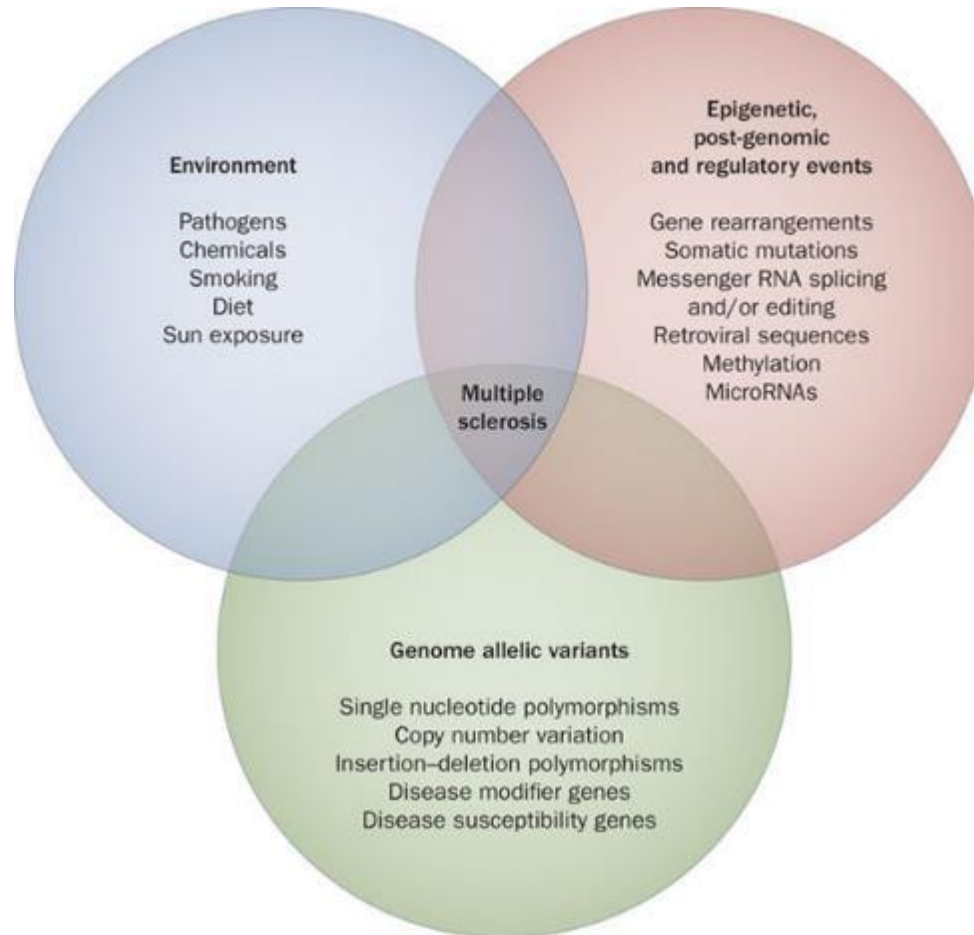 Environment
Pathogens
Chemicals
Smoking
Diet
Sun exposure
Epigenetic,
post-genomic
and regulatory events
Gene rearrangements
Somatic mutations
Messenger RNA splicing
and/or editing
Retroviral sequences
Methylation
MicroRNAs
Multiple
sclerosis
Genome allelic variants
Single nucleotide polymorphisms
Copy number variation
Insertion–deletion polymorphisms
Disease modifier genes
Disease susceptibility genes